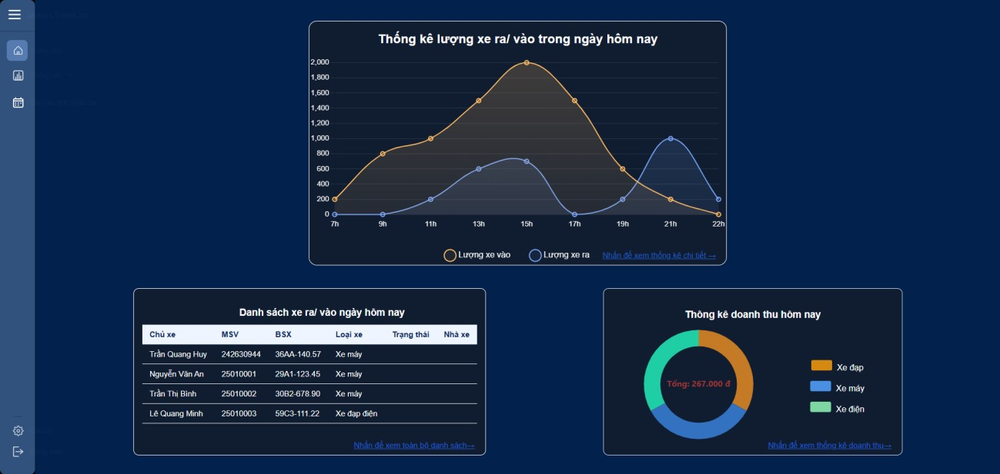 Thống kê lượng xe ra/ vào trong ngày hôm nay
2,000
1,800
1,600
1,400
1,200
1,000
800
600
400
200
0
7h 9h 11h 13h 15h 17h 19h 21h 22h
Lượng xe vào Lượng xe ra Nhấn để xem thống kê chi tiết→
Danh sách xe ra/ vào ngày hôm nay
Chủ xe MSV BSX Loại xe Trạng thái Nhà xe
Trần Quang Huy 242630944 36AA-140.57 Xe máy
Nguyễn Văn An 25010001 29A1-123.45 Xe máy
Trần Thị Bình 25010002 30B2-678.90 Xe máy
Lê Quang Minh 25010003 59C3-111.22 Xe đạp điện
Nhấn để xem toàn bộ danh sách→
Thông kê doanh thu hôm nay
Tổng: 267.000 đ
Xe đạp
Xe máy
Xe điện
Nhấn để xem thống kê doanh thu→